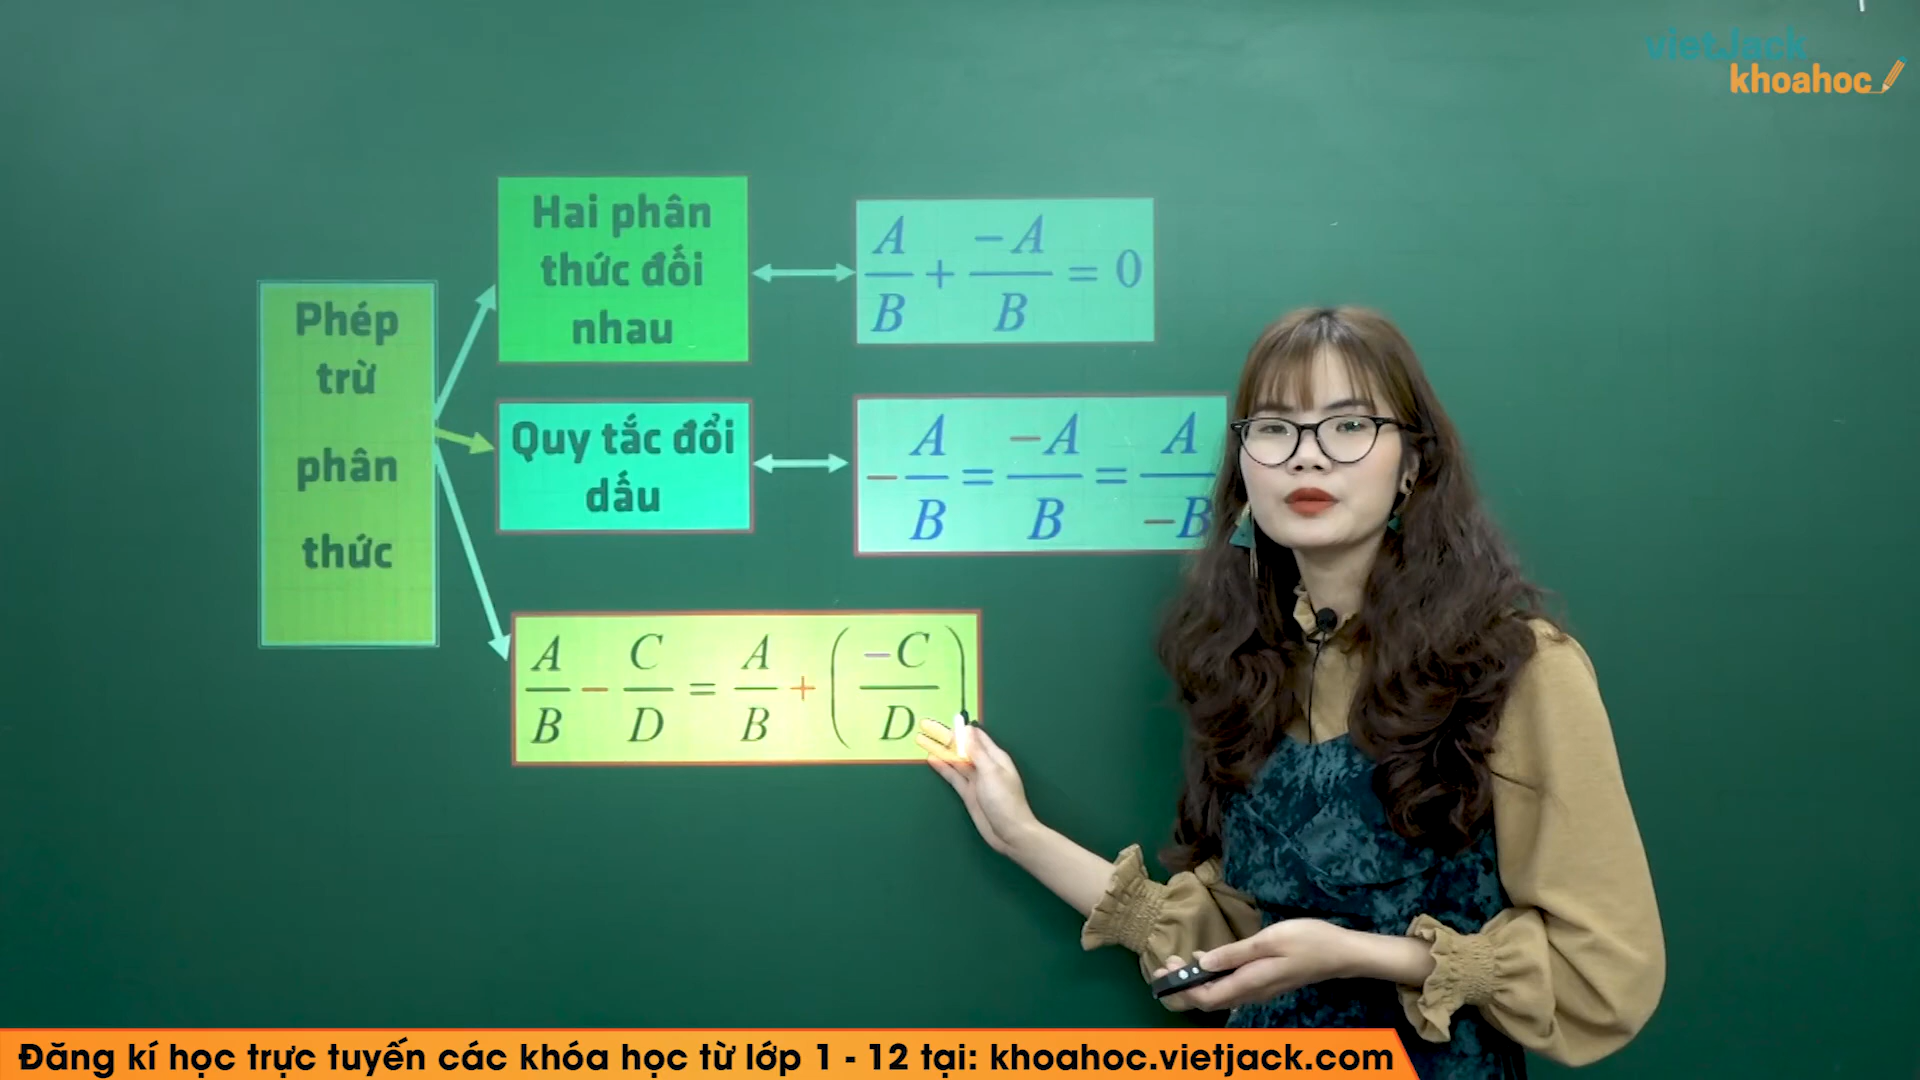 vietJack
khoahoc
Hai phân
thức đối
nhau
A/B + -A/B = 0
Phép
trừ
phân
thức
Quy tắc đổi
dấu
-A/B = -A/B = A/-B
A/B - C/D = A/B + (-C/D)
Đăng kí học trực tuyến các khóa học từ lớp 1 - 12 tại: khoahoc.vietjack.com